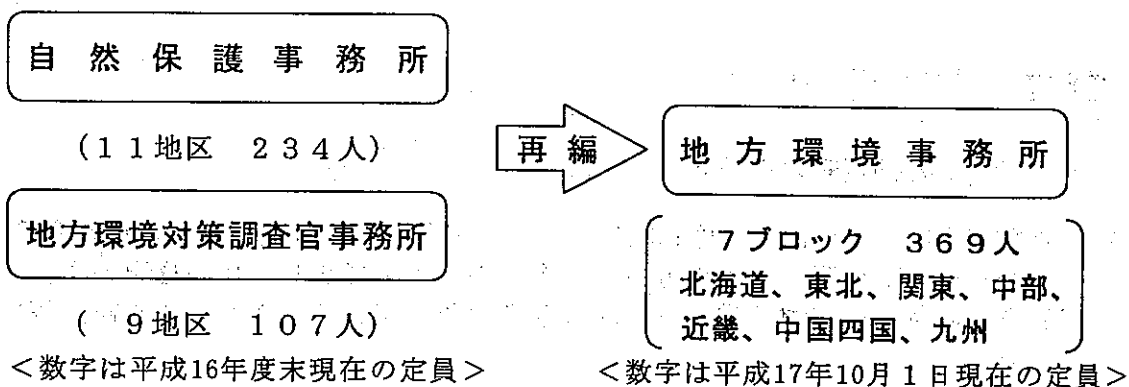 自然保護事務所
(11地区 234人)
地方環境対策調査官事務所
( 9地区 107人)
<数字は平成16年度末現在の定員>
再編
地方環境事務所
7ブロック 369人
北海道、東北、関東、中部、
近畿、中国四国、九州
<数字は平成17年10月1日現在の定員>